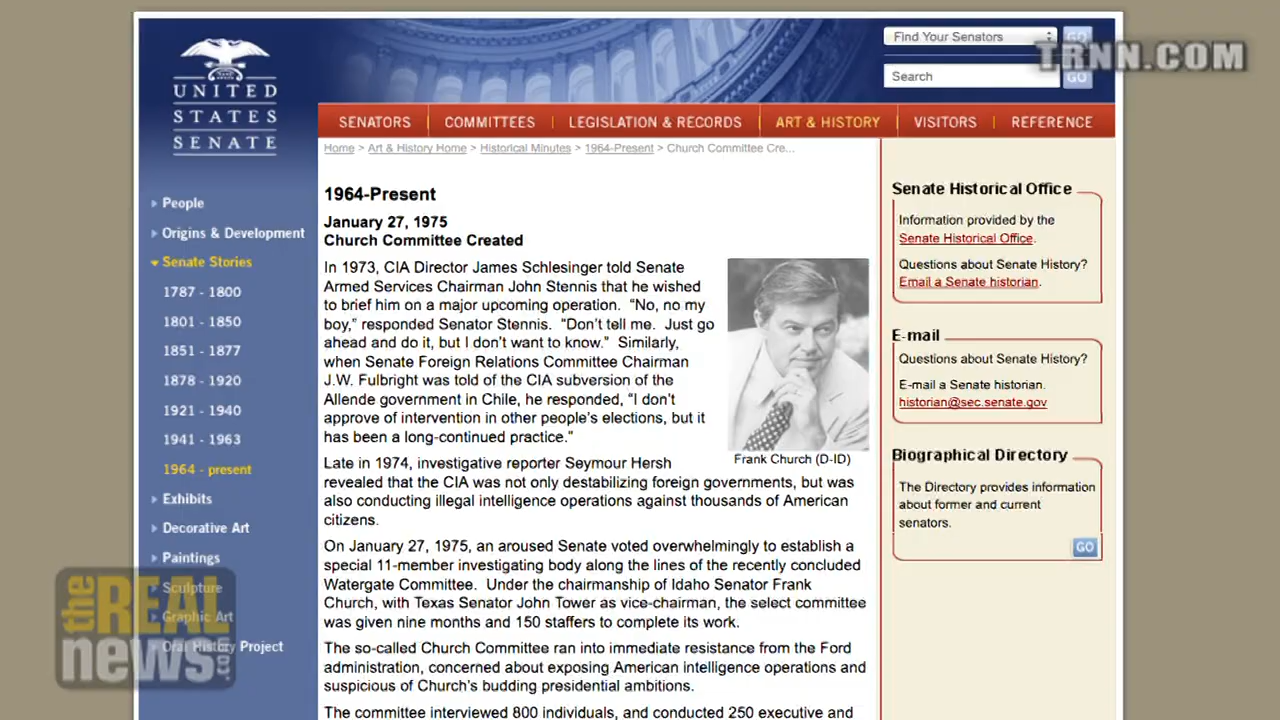 Find Your Senators
GO
TRNN.COM
Search
GO
UNITED
STATES
SENATE
SENATORS
COMMITTEES
LEGISLATION & RECORDS
ART & HISTORY
VISITORS
REFERENCE
Home > Art & History Home > Historical Minutes > 1964-Present > Church Committee Cre...
People
Origins & Development
Senate Stories
1787 - 1800
1801 - 1850
1851 - 1877
1878 - 1920
1921 - 1940
1941 - 1963
1964 - present
Exhibits
Decorative Art
Paintings
Sculpture
Graphic Art
Oral History Project
the
REAL
news.com
1964-Present
January 27, 1975
Church Committee Created
In 1973, CIA Director James Schlesinger told Senate
Armed Services Chairman John Stennis that he wished
to brief him on a major upcoming operation. “No, no my
boy,” responded Senator Stennis. “Don’t tell me. Just go
ahead and do it, but I don’t want to know.” Similarly,
when Senate Foreign Relations Committee Chairman
J.W. Fulbright was told of the CIA subversion of the
Allende government in Chile, he responded, “I don’t
approve of intervention in other people’s elections, but it
has been a long-continued practice.”
Frank Church (D-ID)
Late in 1974, investigative reporter Seymour Hersh
revealed that the CIA was not only destabilizing foreign governments, but was
also conducting illegal intelligence operations against thousands of American
citizens.
On January 27, 1975, an aroused Senate voted overwhelmingly to establish a
special 11-member investigating body along the lines of the recently concluded
Watergate Committee. Under the chairmanship of Idaho Senator Frank
Church, with Texas Senator John Tower as vice-chairman, the select committee
was given nine months and 150 staffers to complete its work.
The so-called Church Committee ran into immediate resistance from the Ford
administration, concerned about exposing American intelligence operations and
suspicious of Church’s budding presidential ambitions.
The committee interviewed 800 individuals, and conducted 250 executive and
Senate Historical Office
Information provided by the
Senate Historical Office.
Questions about Senate History?
Email a Senate historian.
E-mail
Questions about Senate History?
E-mail a Senate historian.
historian@sec.senate.gov
Biographical Directory
The Directory provides information
about former and current
senators.
GO